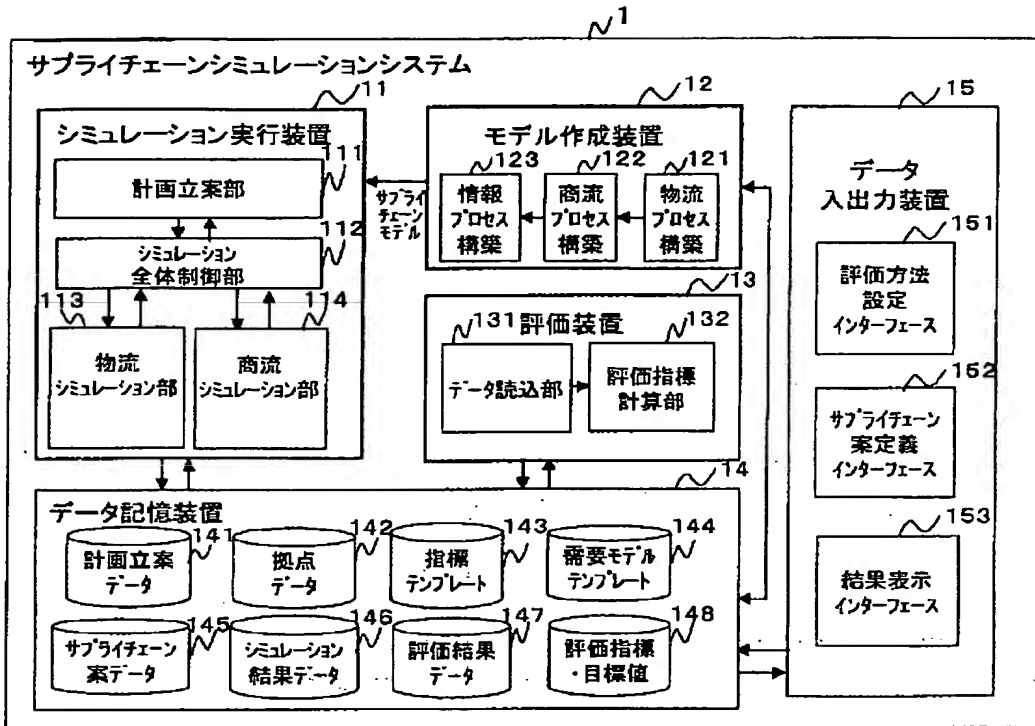 1
サプライチェーンシミュレーションシステム
11
シミュレーション実行装置
111
計画立案部
112
シミュレーション
全体制御部
113
物流
シミュレーション部
114
商流
シミュレーション部
サプライ
チェーン
モデル
12
モデル作成装置
123
情報
プロセス
構築
122
商流
プロセス
構築
121
物流
プロセス
構築
13
評価装置
131
データ読込部
132
評価指標
計算部
14
データ記憶装置
141
計画立案
データ
142
拠点
データ
143
指標
テンプレート
144
需要モデル
テンプレート
145
サプライチェーン
案データ
146
シミュレーション
結果データ
147
評価結果
データ
148
評価指標
・目標値
15
データ
入出力装置
151
評価方法
設定
インターフェース
152
サプライチェーン
案定義
インターフェース
153
結果表示
インターフェース